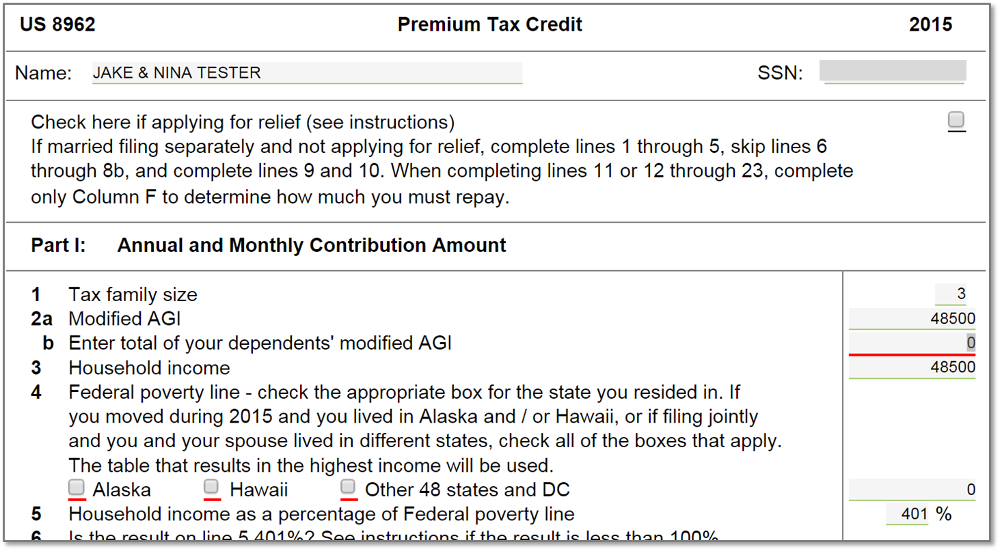 US 8962 Premium Tax Credit 2015
Name: JAKE & NINA TESTER SSN:
Check here if applying for relief (see instructions)
If married filing separately and not applying for relief, complete lines 1 through 5, skip lines 6
through 8b, and complete lines 9 and 10. When completing lines 11 or 12 through 23, complete
only Column F to determine how much you must repay.
Part I: Annual and Monthly Contribution Amount
1 Tax family size 3
2a Modified AGI 48500
b Enter total of your dependents' modified AGI 0
3 Household income 48500
4 Federal poverty line - check the appropriate box for the state you resided in. If
you moved during 2015 and you lived in Alaska and / or Hawaii, or if filing jointly
and you and your spouse lived in different states, check all of the boxes that apply.
The table that results in the highest income will be used.
Alaska Hawaii Other 48 states and DC 0
5 Household income as a percentage of Federal poverty line 401 %
6 Is the result on line 5 401%? See instructions if the result is less than 100%